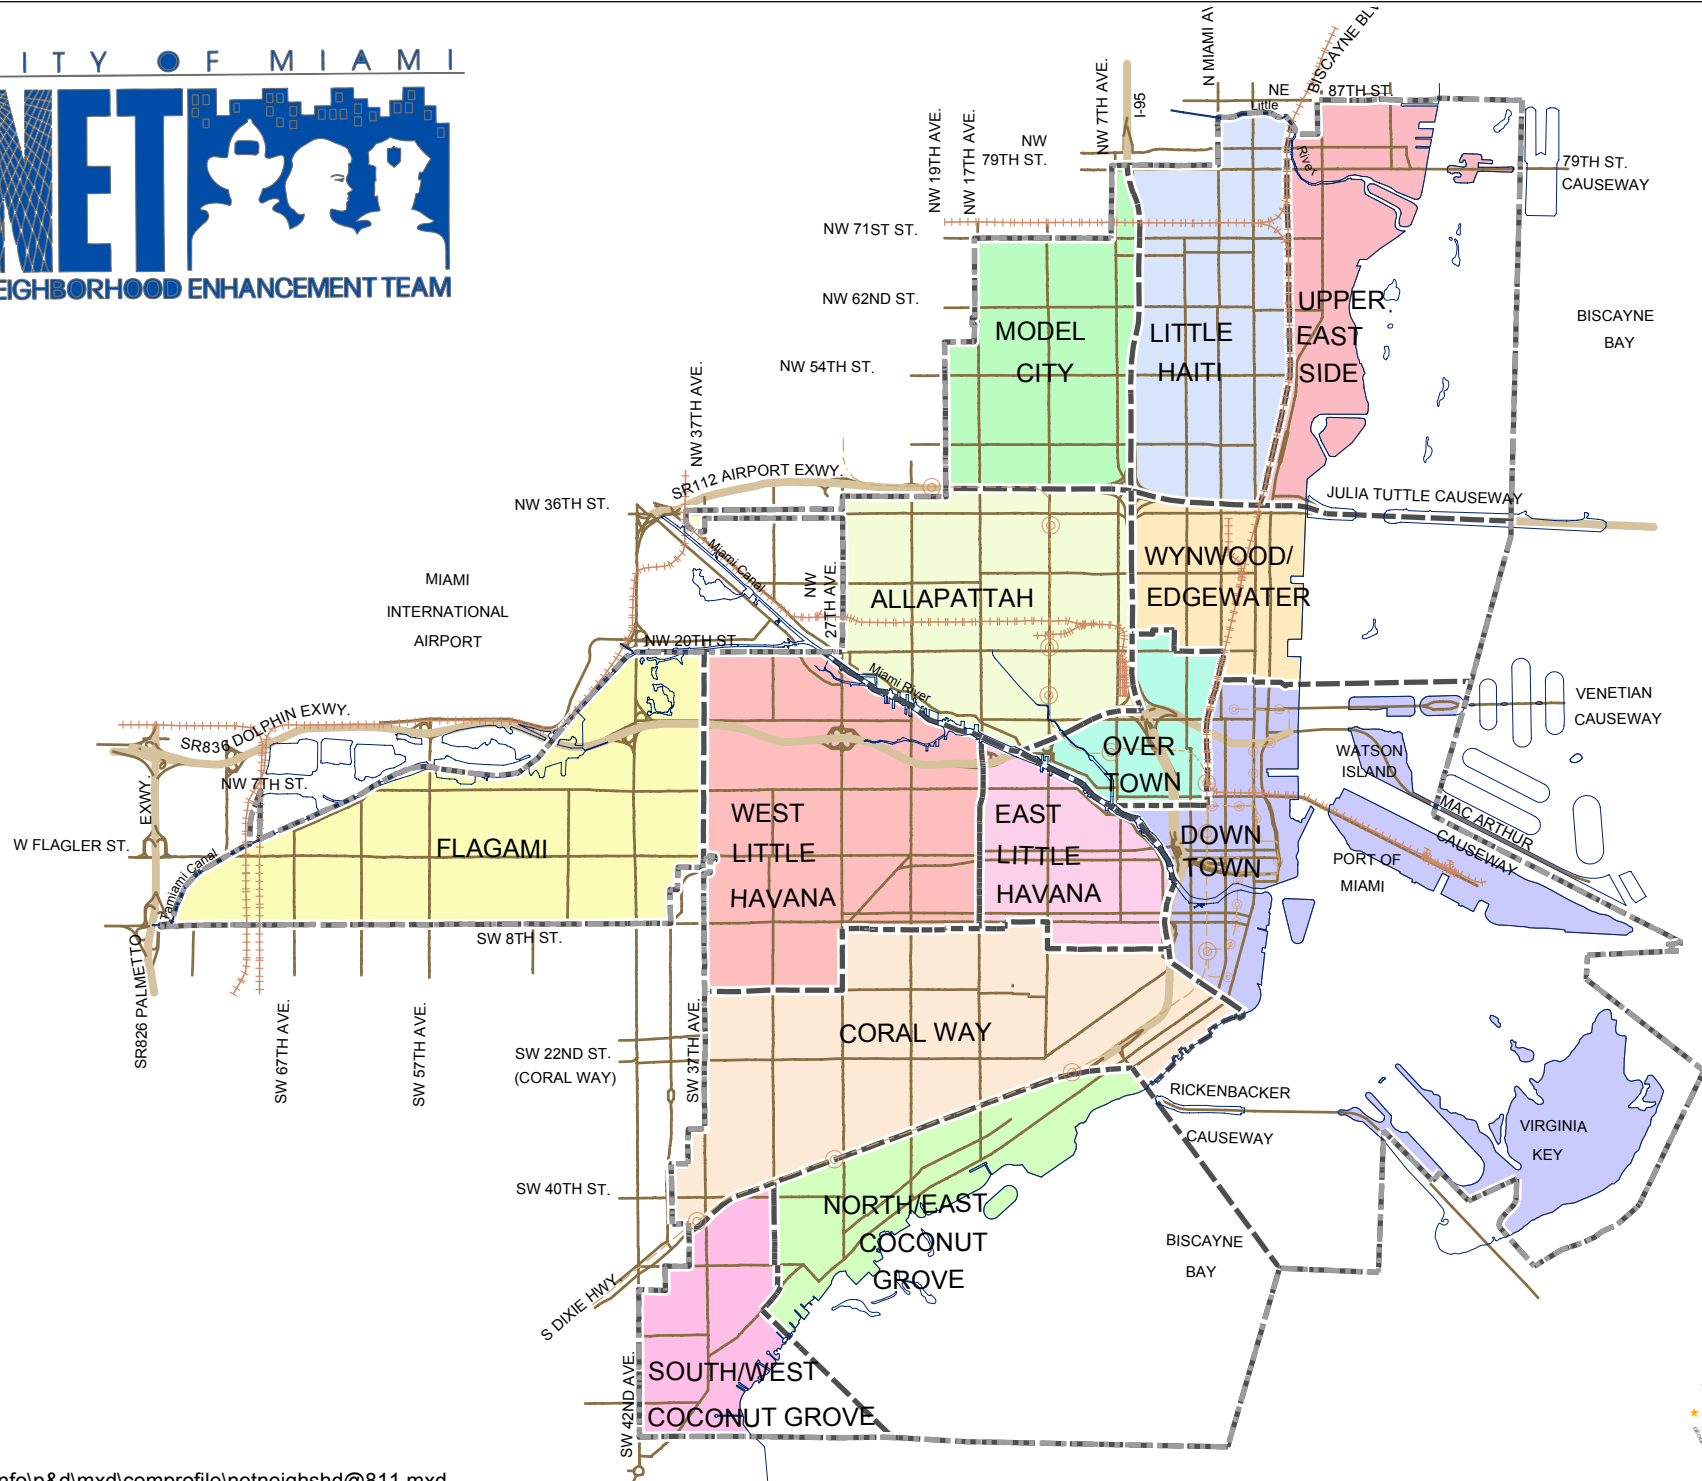 ITY OF MIAMI
NET
EIGHBORHOOD ENHANCEMENT TEAM
N MIAMI AV
BISCAYNE BLV
NE
87TH ST.
Little
River
NW 7TH AVE.
I-95
NW 19TH AVE.
NW 17TH AVE.
NW
79TH ST.
79TH ST.
CAUSEWAY
NW 71ST ST.
NW 62ND ST.
NW 54TH ST.
MODEL
CITY
LITTLE
HAITI
UPPER
EAST
SIDE
BISCAYNE
BAY
NW 37TH AVE.
SR112 AIRPORT EXWY.
NW 36TH ST.
JULIA TUTTLE CAUSEWAY
Miami Canal
NW
27TH AVE.
WYNWOOD/
EDGEWATER
ALLAPATTAH
MIAMI
INTERNATIONAL
AIRPORT
NW 20TH ST.
Miami River
VENETIAN
CAUSEWAY
SR836 DOLPHIN EXWY.
NW 7TH ST.
OVER
TOWN
WATSON
ISLAND
MAC ARTHUR
CAUSEWAY
EXWY.
W FLAGLER ST.
Tamiami Canal
FLAGAMI
WEST
LITTLE
HAVANA
EAST
LITTLE
HAVANA
DOWN
TOWN
PORT OF
MIAMI
SW 8TH ST.
SR826 PALMETTO
SW 67TH AVE.
SW 57TH AVE.
SW 37TH AVE.
CORAL WAY
SW 22ND ST.
(CORAL WAY)
RICKENBACKER
CAUSEWAY
VIRGINIA
KEY
SW 40TH ST.
NORTH/EAST
COCONUT
GROVE
BISCAYNE
BAY
S DIXIE HWY.
SOUTH/WEST
COCONUT GROVE
SW 42ND AVE.
nfo\p&d\mxd\comprofile\netneighshd@811.mxd